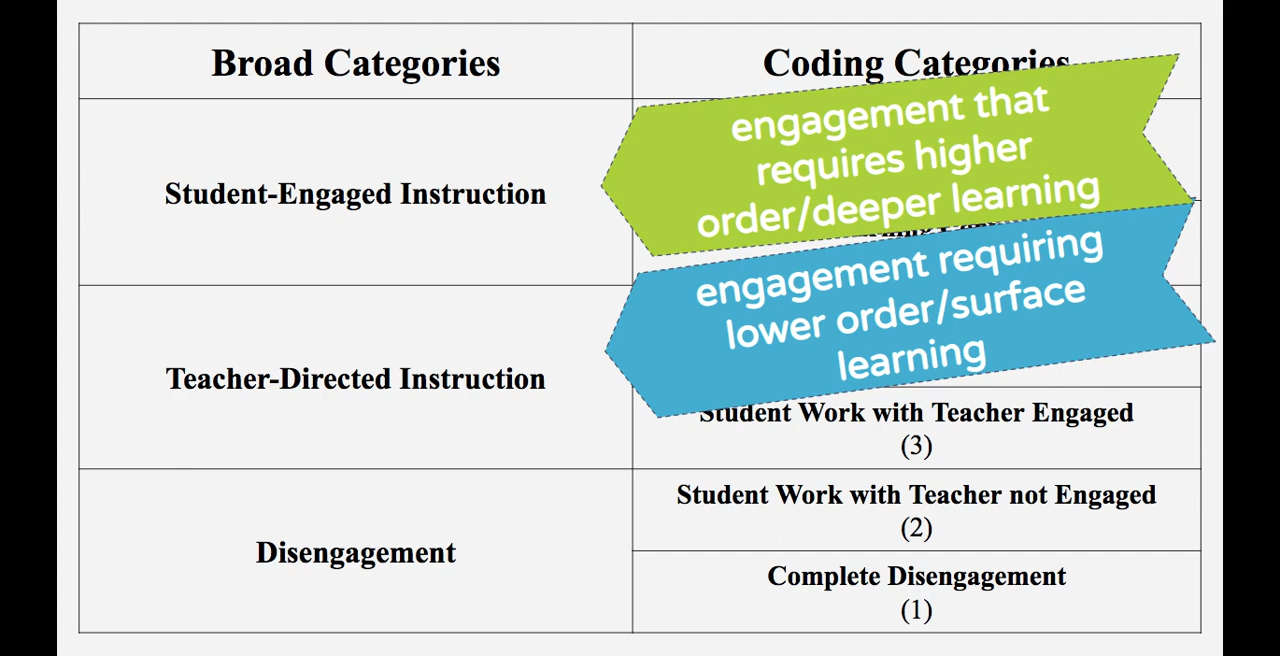 Broad Categories
Coding Categories
engagement that
requires higher
order/deeper learning
Student-Engaged Instruction
engagement requiring
lower order/surface
learning
Teacher-Directed Instruction
Student Work with Teacher Engaged
(3)
Disengagement
Student Work with Teacher not Engaged
(2)
Complete Disengagement
(1)